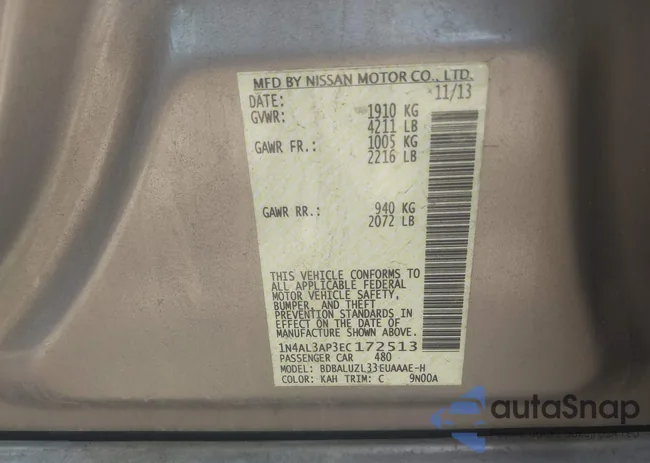 MFD BY NISSAN MOTOR CO., LTD.
DATE: 11/13
GVWR: 1910 KG
4211 LB
GAWR FR.: 1005 KG
2216 LB
GAWR RR.: 940 KG
2072 LB
THIS VEHICLE CONFORMS TO
ALL APPLICABLE FEDERAL
MOTOR VEHICLE SAFETY,
BUMPER, AND THEFT
PREVENTION STANDARDS IN
EFFECT ON THE DATE OF
MANUFACTURE SHOWN ABOVE.
1N4AL3AP3EC172513
PASSENGER CAR 480
MODEL: BDBALUZL33EUAAAE-H
COLOR: KAH TRIM: C 9N00A
autaSnap